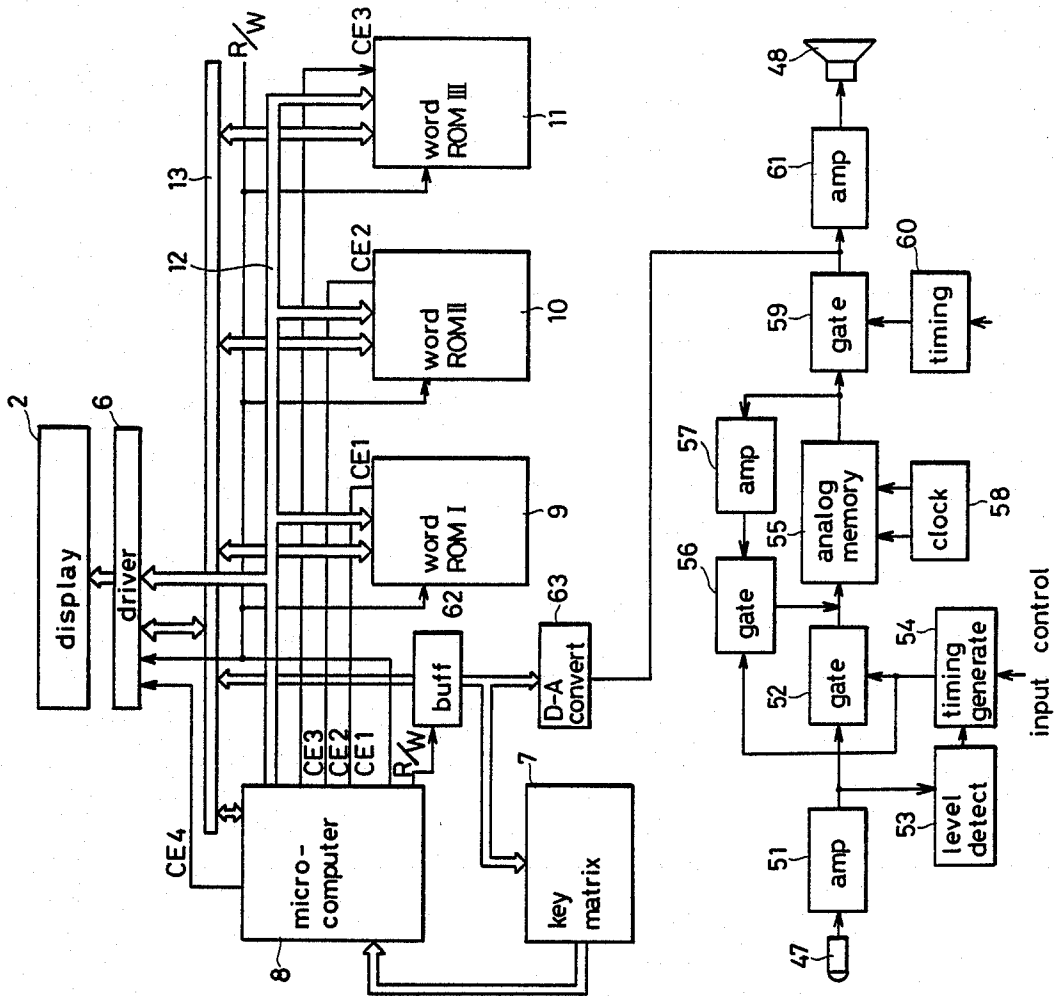 2
display
6
driver
13
R/W
CE4
12
CE3
CE2
CE1
CE3
CE2
CE1
R/W
micro-
computer
8
word
ROM I
9
word
ROM II
10
word
ROM III
11
62
buff
63
D-A
convert
7
key
matrix
47
51
amp
53
level
detect
52
gate
54
timing
generate
input control
56
gate
57
amp
55
analog
memory
clock
58
59
gate
60
timing
61
amp
48